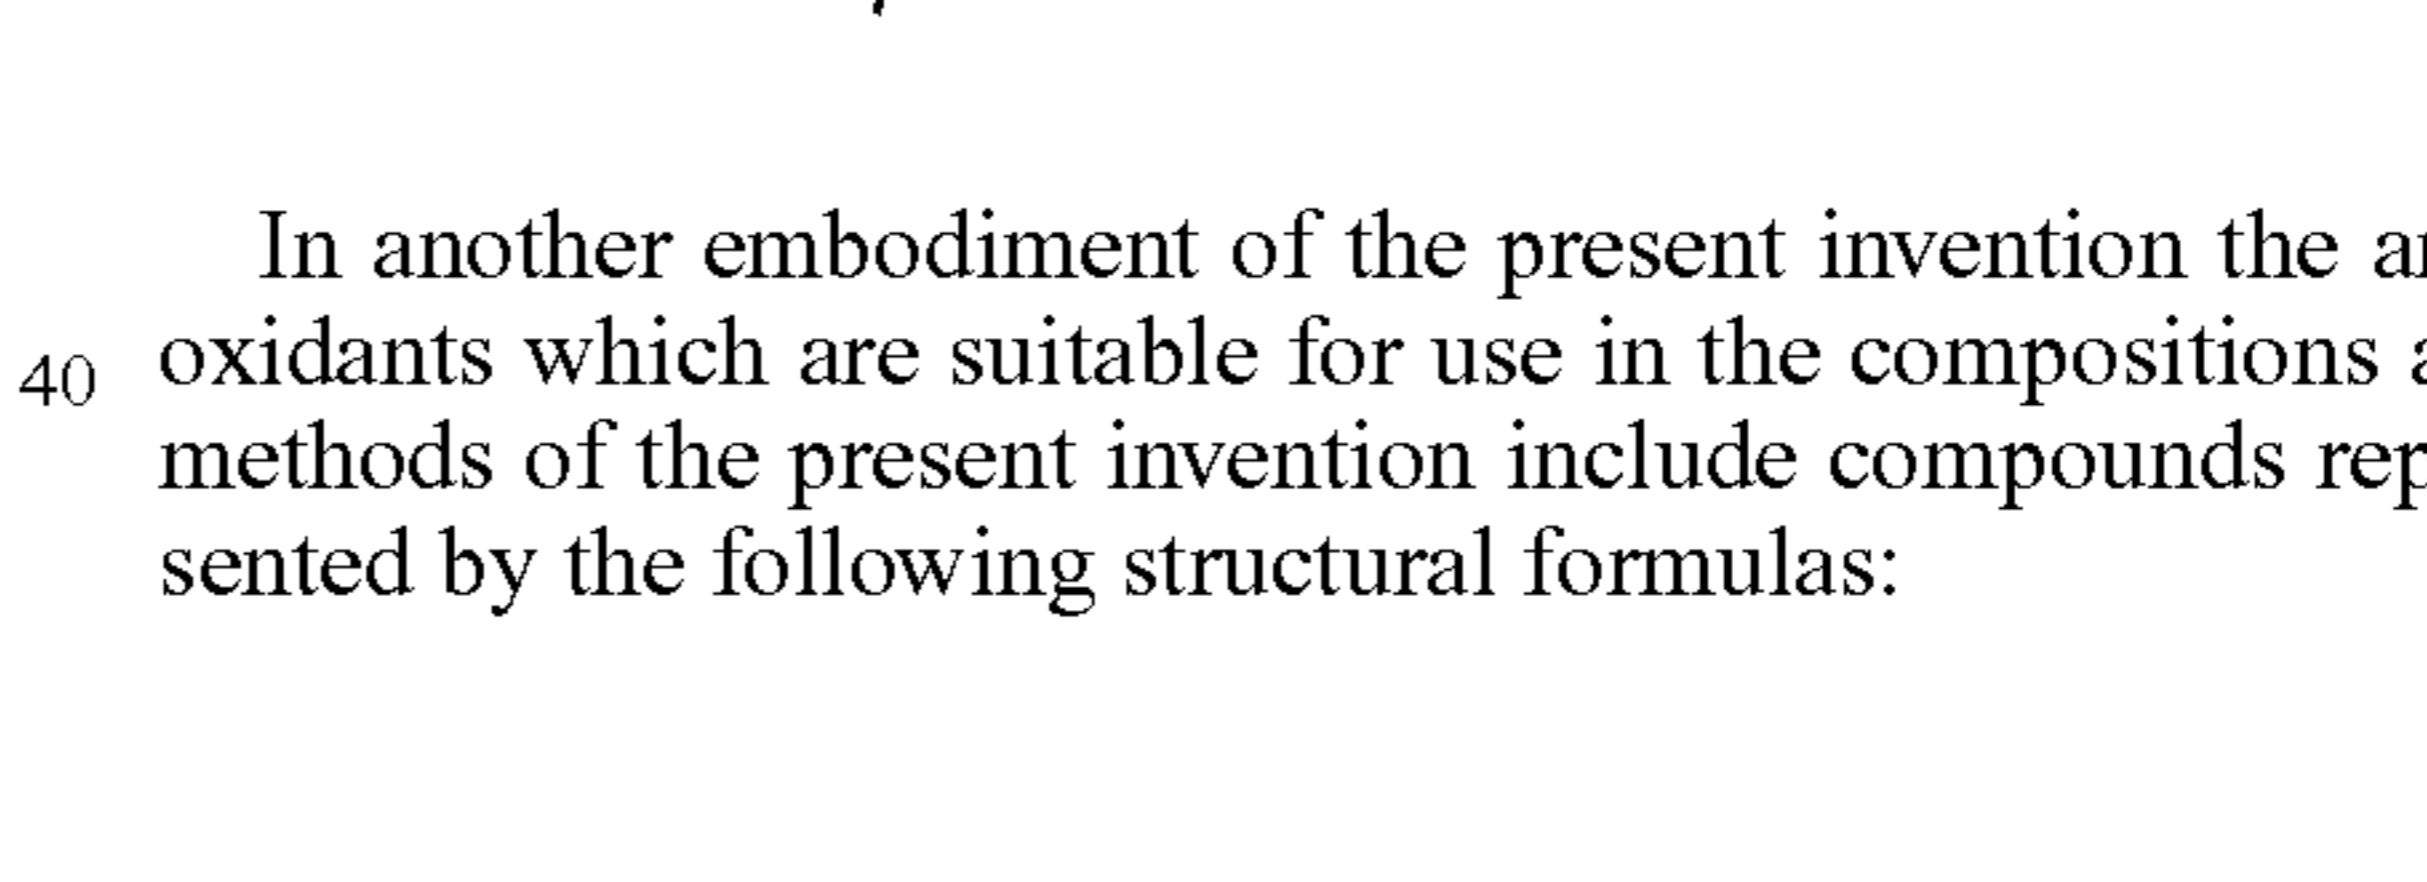 In another embodiment of the present invention the
40 oxidants which are suitable for use in the compositions
methods of the present invention include compounds
sented by the following structural formulas: